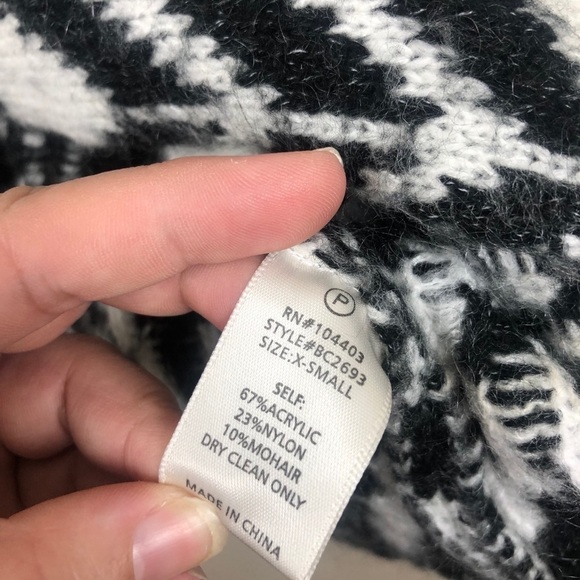 P
RN#104403
STYLE#BC2693
SIZE:X-SMALL
SELF:
67%ACRYLIC
23%NYLON
10%MOHAIR
DRY CLEAN ONLY
MADE IN CHINA